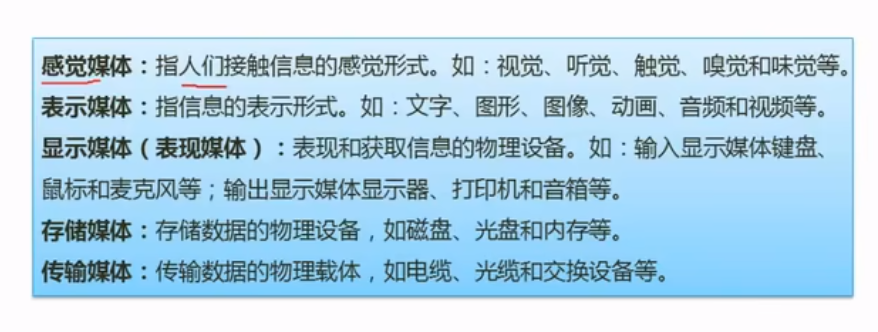 感觉媒体：指人们接触信息的感觉形式。如：视觉、听觉、触觉、嗅觉和味觉等。
表示媒体：指信息的表示形式。如：文字、图形、图像、动画、音频和视频等。
显示媒体（表现媒体）：表现和获取信息的物理设备。如：输入显示媒体键盘、
鼠标和麦克风等；输出显示媒体显示器、打印机和音箱等。
存储媒体：存储数据的物理设备，如磁盘、光盘和内存等。
传输媒体：传输数据的物理载体，如电缆、光缆和交换设备等。